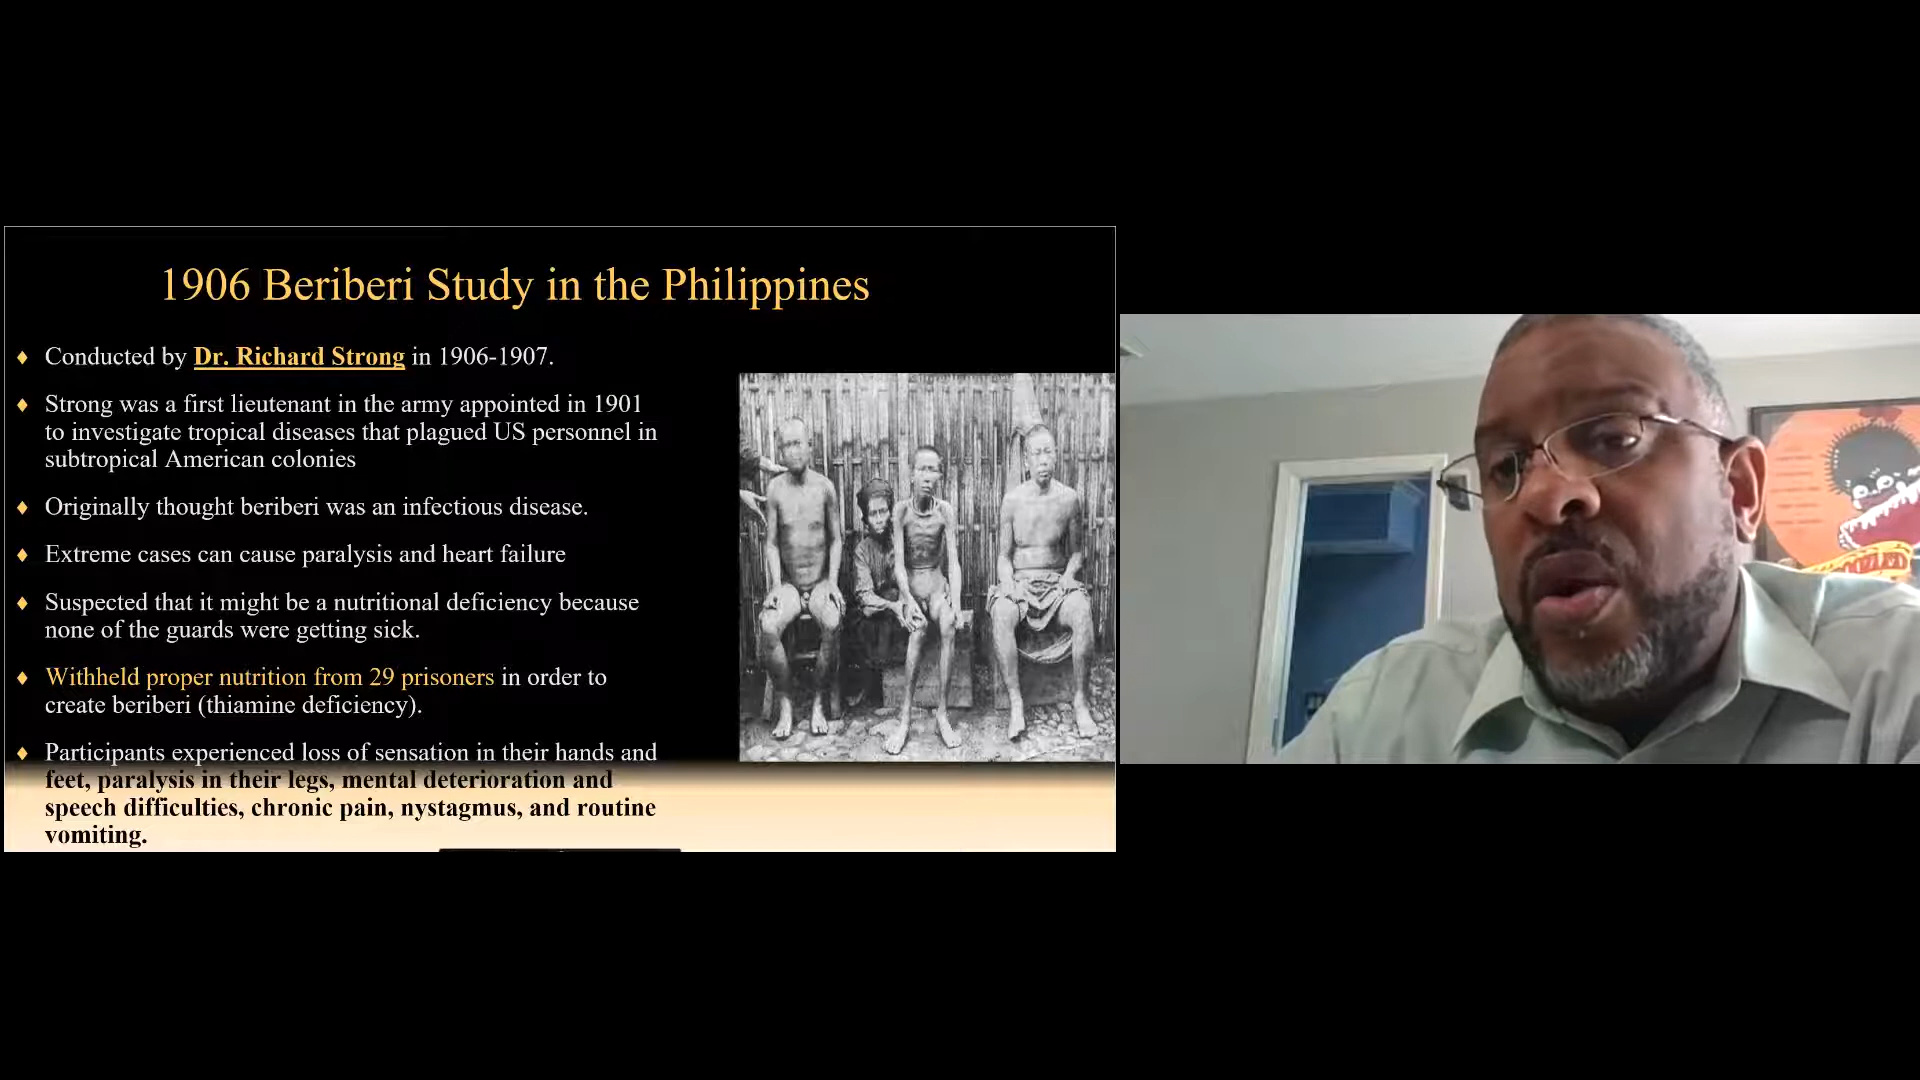 1906 Beriberi Study in the Philippines
Conducted by Dr. Richard Strong in 1906-1907.
Strong was a first lieutenant in the army appointed in 1901
to investigate tropical diseases that plagued US personnel in
subtropical American colonies
Originally thought beriberi was an infectious disease.
Extreme cases can cause paralysis and heart failure
Suspected that it might be a nutritional deficiency because
none of the guards were getting sick.
Withheld proper nutrition from 29 prisoners in order to
create beriberi (thiamine deficiency).
Participants experienced loss of sensation in their hands and
feet, paralysis in their legs, mental deterioration and
speech difficulties, chronic pain, nystagmus, and routine
vomiting.